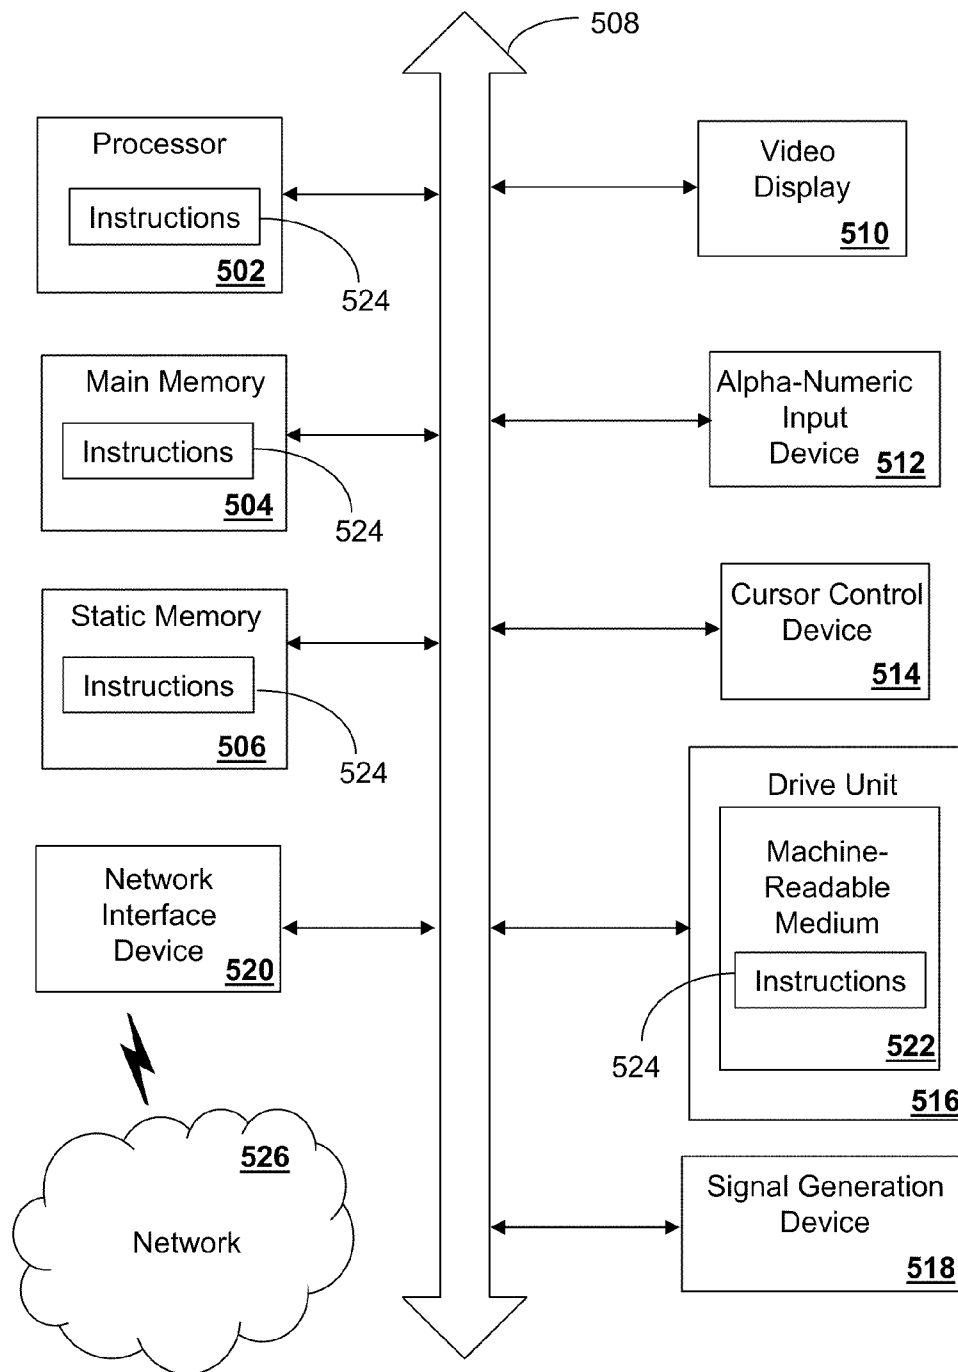 508
Processor
Instructions
502
524
Main Memory
Instructions
504
524
Static Memory
Instructions
506
524
Network
Interface
Device
520
526
Network
Video
Display
510
Alpha-Numeric
Input
Device
512
Cursor Control
Device
514
Drive Unit
Machine-
Readable
Medium
Instructions
522
524
516
Signal Generation
Device
518